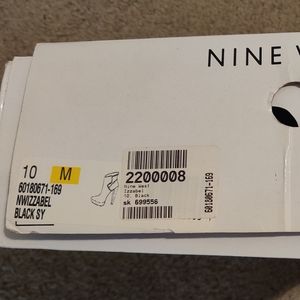 NINE
10 M
60180671-169
NWIZZABEL
BLACK SY
2200008
Nine West
Izzabel
10, Black
sk 699556
60180671-169